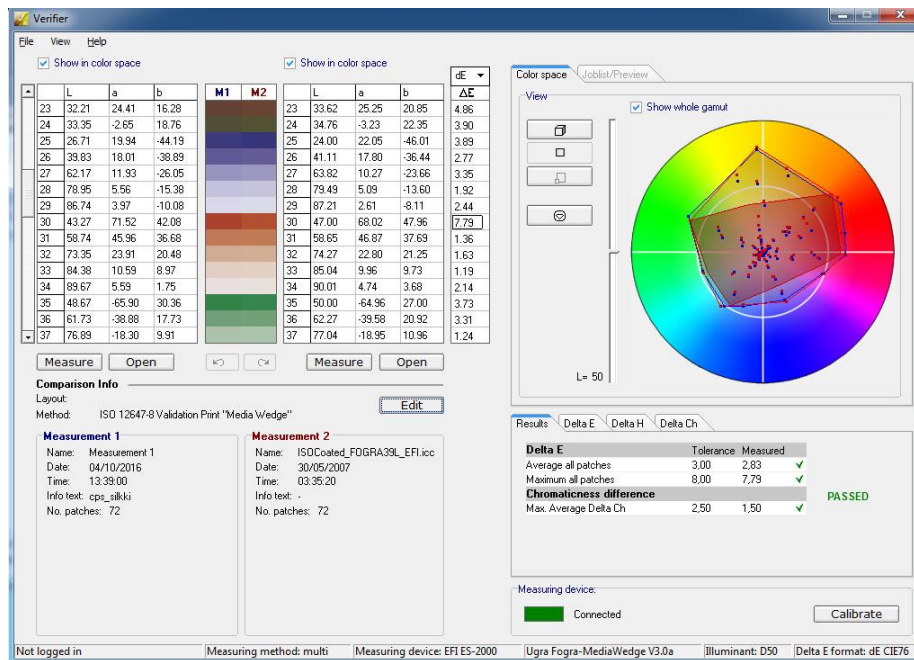 Verifier
File View Help
Show in color space Show in color space
dE
L a b M1 M2 L a b ΔE
23 32.21 24.41 16.28 23 33.62 25.25 20.85 4.86
24 33.35 -2.65 18.76 24 34.76 -3.23 22.35 3.90
25 26.71 19.94 -44.19 25 24.00 22.05 -46.01 3.89
26 39.83 18.01 -38.89 26 41.11 17.80 -36.44 2.77
27 62.17 11.93 -26.05 27 63.82 10.27 -23.66 3.35
28 78.95 5.56 -15.38 28 79.49 5.09 -13.60 1.92
29 86.74 3.97 -10.08 29 87.21 2.61 -8.11 2.44
30 43.27 71.52 42.08 30 47.00 68.02 47.96 7.79
31 58.74 45.96 36.68 31 58.65 46.87 37.69 1.36
32 73.35 23.91 20.48 32 74.27 22.80 21.25 1.63
33 84.38 10.59 8.97 33 85.04 9.96 9.73 1.19
34 89.67 5.59 1.75 34 90.01 4.74 3.68 2.14
35 48.67 -65.90 30.36 35 50.00 -64.96 27.00 3.73
36 61.73 -38.88 17.73 36 62.27 -39.58 20.92 3.31
37 76.89 -18.30 9.91 37 77.04 -18.95 10.96 1.24
Measure Open Measure Open
Comparison Info
Layout:
Method: ISO 12647-8 Validation Print "Media Wedge"
Edit
Measurement 1
Name: Measurement 1
Date: 04/10/2016
Time: 13:39:00
Info text: cps_silkki
No. patches: 72
Measurement 2
Name: ISOCoated_FOGRA39L_EFI.icc
Date: 30/05/2007
Time: 03:35:20
Info text: -
No. patches: 72
Color space Joblist/Preview
View
Show whole gamut
L= 50
Results Delta E Delta H Delta Ch
Delta E Tolerance Measured
Average all patches 3,00 2,83
Maximum all patches 8,00 7,79
Chromaticness difference
Max. Average Delta Ch 2,50 1,50
PASSED
Measuring device:
Connected
Calibrate
Not logged in Measuring method: multi Measuring device: EFI ES-2000 Ugra Fogra-MediaWedge V3.0a Illuminant: D50 Delta E format: dE CIE76